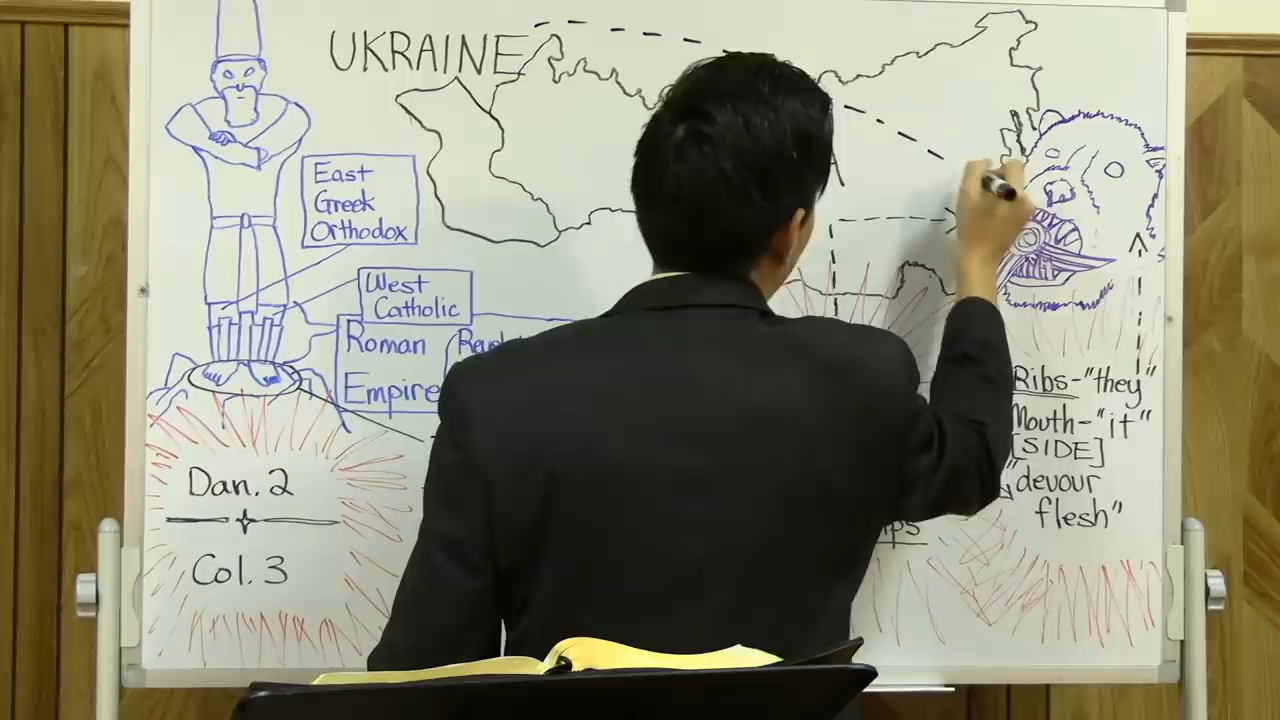 UKRAINE
East
Greek
Orthodox
West
Catholic
Roman
Empire
Dan. 2
Col. 3
Ribs-"they"
Mouth-"it"
[SIDE]
"devour
flesh"